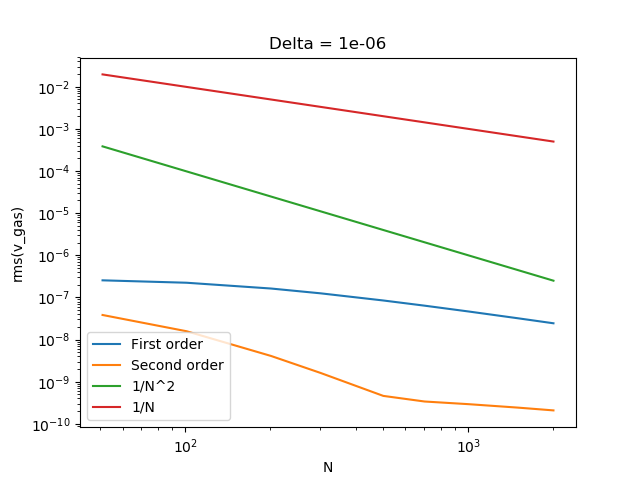 Delta = 1e-06
rms(v_gas)
10^−2
10^−3
10^−4
10^−5
10^−6
10^−7
10^−8
10^−9
10^−10
First order
Second order
1/N^2
1/N
10^2
10^3
N